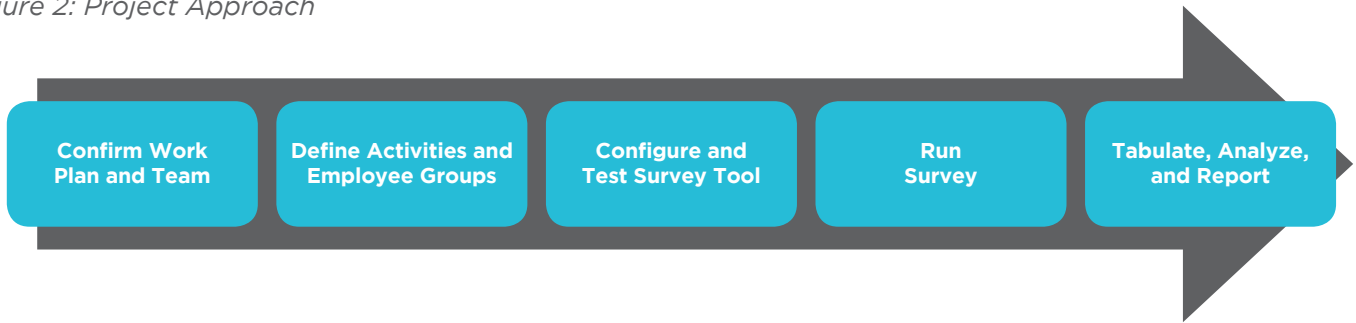 ure 2: Project Approach
Confirm Work
Plan and Team
Define Activities and
Employee Groups
Configure and
Test Survey Tool
Run
Survey
Tabulate, Analyze,
and Report